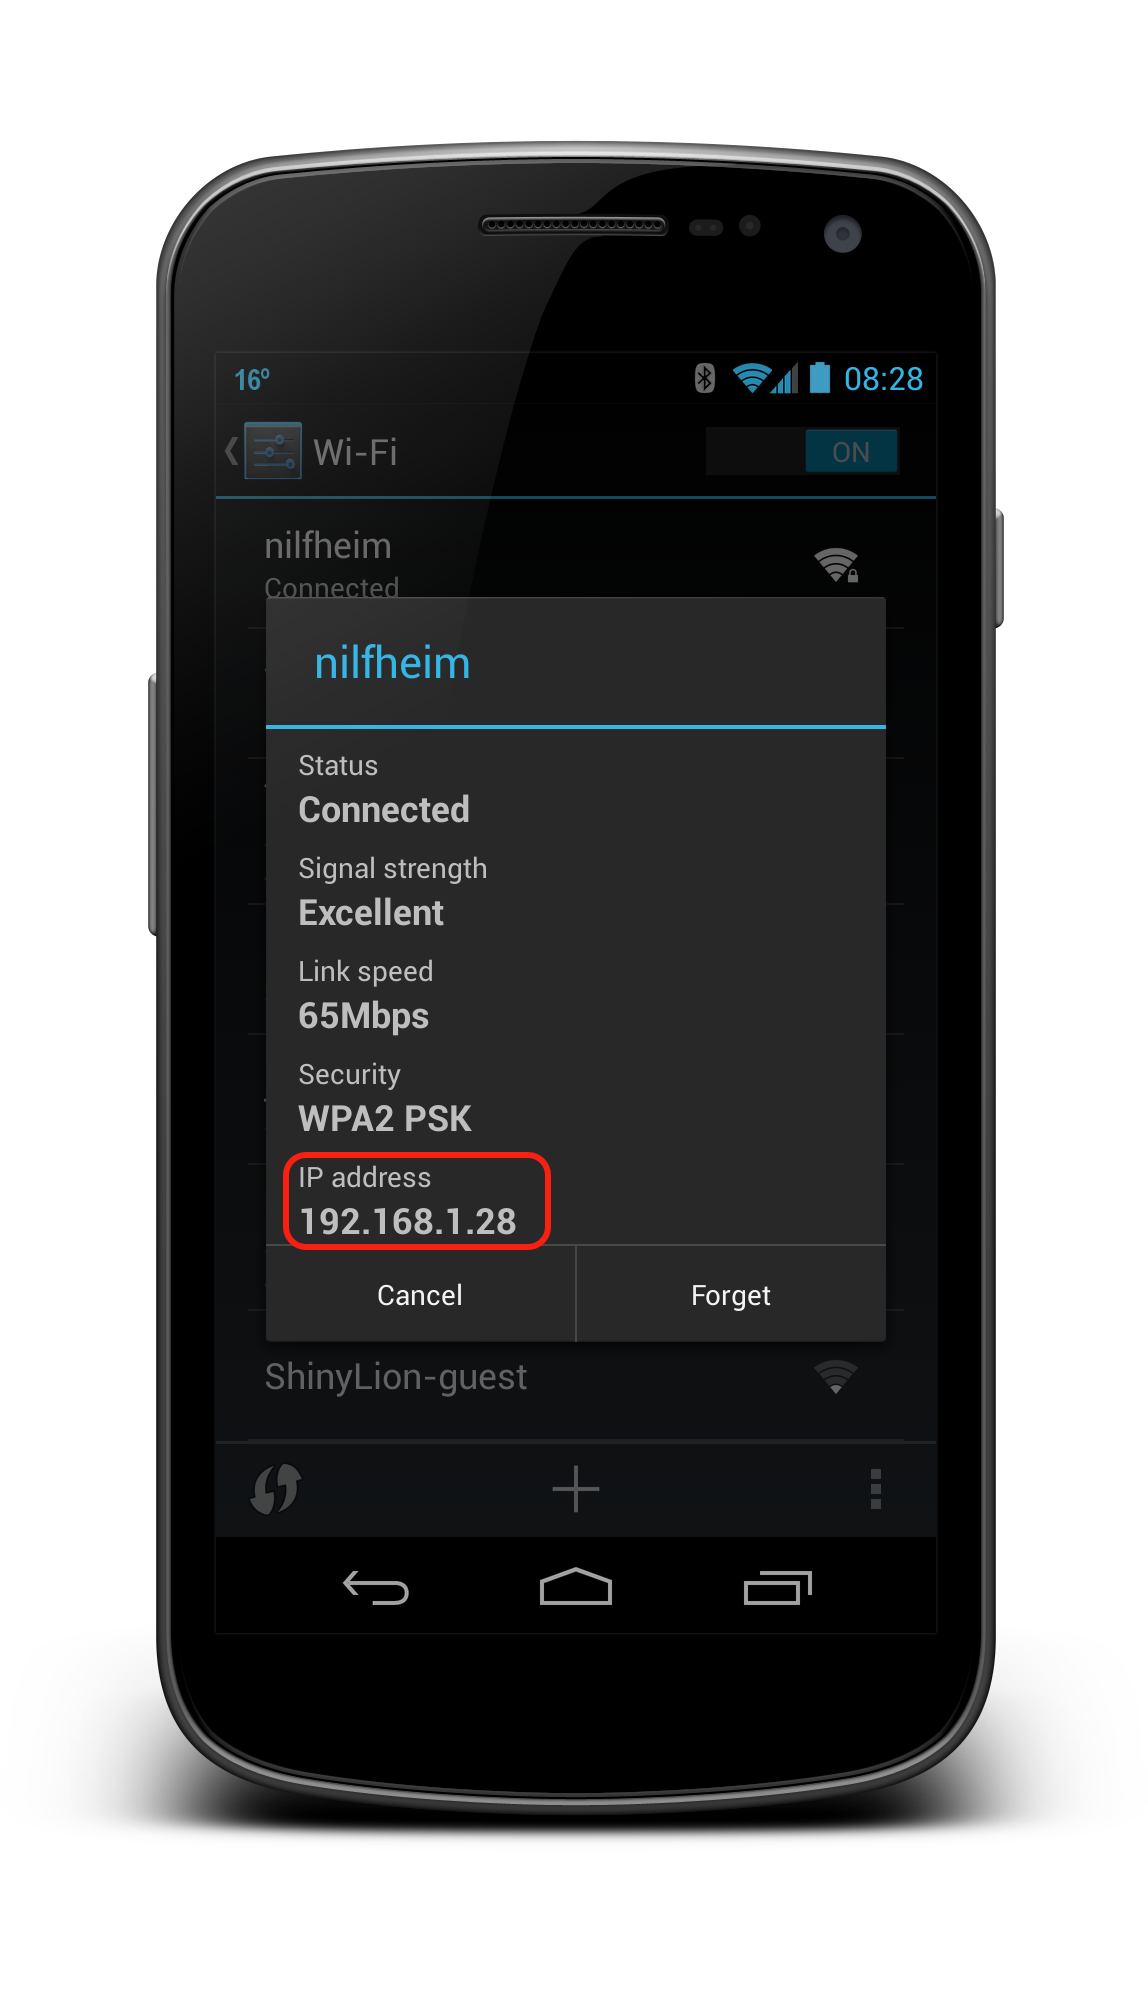 16º
08:28
Wi-Fi
ON
nilfheim
Connected
nilfheim
Status
Connected
Signal strength
Excellent
Link speed
65Mbps
Security
WPA2 PSK
IP address
192.168.1.28
Cancel
Forget
ShinyLion-guest